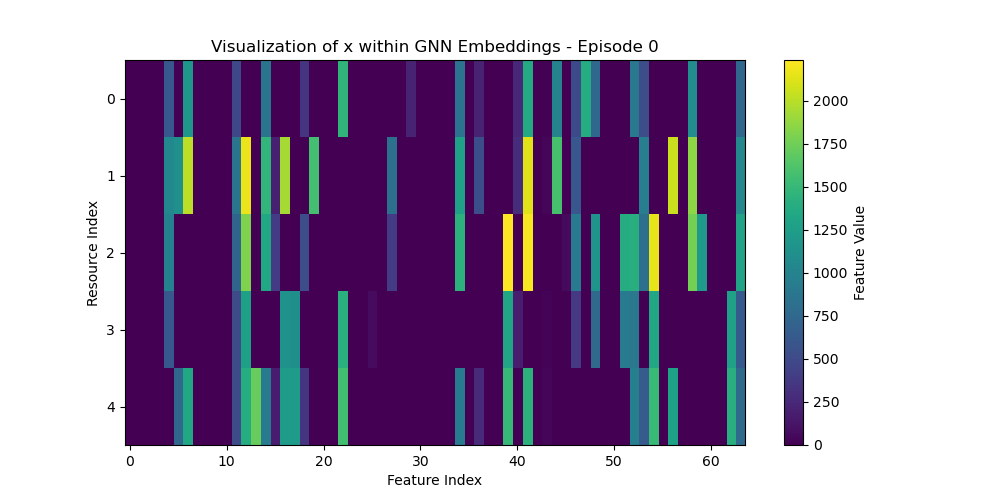 Visualization of x within GNN Embeddings - Episode 0
Resource Index
0
1
2
3
4
0 10 20 30 40 50 60
Feature Index
2000
1750
1500
1250
1000
750
500
250
0
Feature Value